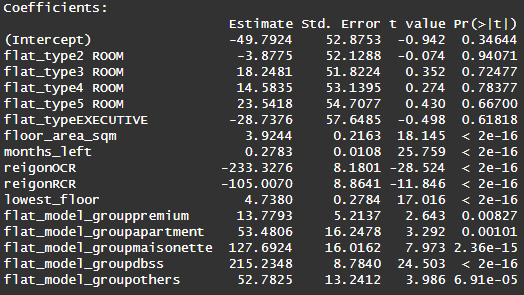 Coefficients:
Estimate Std. Error t value Pr(>|t|)
(Intercept) -49.7924 52.8753 -0.942 0.34644
flat_type2 ROOM -3.8775 52.1288 -0.074 0.94071
flat_type3 ROOM 18.2481 51.8224 0.352 0.72477
flat_type4 ROOM 14.5835 53.1395 0.274 0.78377
flat_type5 ROOM 23.5418 54.7077 0.430 0.66700
flat_typeEXECUTIVE -28.7376 57.6485 -0.498 0.61818
floor_area_sqm 3.9244 0.2163 18.145 < 2e-16
months_left 0.2783 0.0108 25.759 < 2e-16
reigonOCR -233.3276 8.1801 -28.524 < 2e-16
reigonRCR -105.0070 8.8641 -11.846 < 2e-16
lowest_floor 4.7380 0.2784 17.016 < 2e-16
flat_model_grouppremium 13.7793 5.2137 2.643 0.00827
flat_model_groupapartment 53.4806 16.2478 3.292 0.00101
flat_model_groupmaisonette 127.6924 16.0162 7.973 2.36e-15
flat_model_groupdbss 215.2348 8.7840 24.503 < 2e-16
flat_model_groupothers 52.7825 13.2412 3.986 6.91e-05